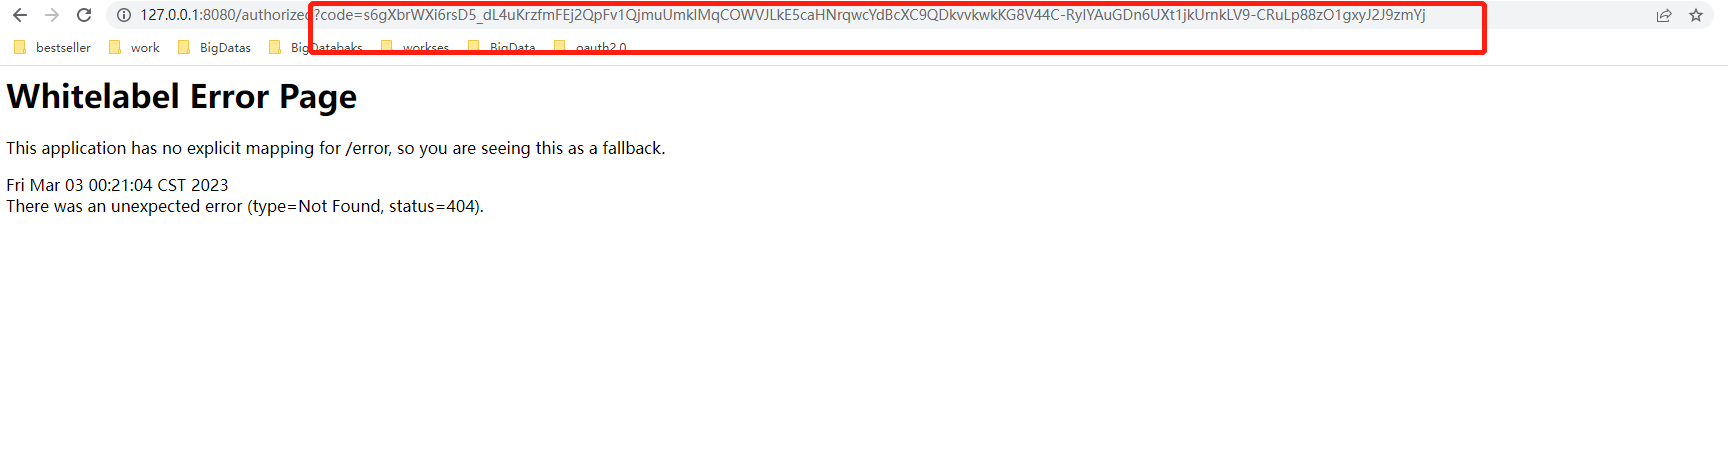 127.0.0.1:8080/authorized?code=s6gXbrWXi6rsD5_dL4uKrzfmFEj2QpFv1QjmuUmklMqCOWVJLkE5caHNrqwcYdBcXC9QDkvvkwkKG8V44C-RylYAuGDn6UXt1jkUrnkLV9-CRuLp88zO1gxyJ2J9zmYj
bestseller work BigDatas BigDatabaks workses BigData oauth2.0
Whitelabel Error Page
This application has no explicit mapping for /error, so you are seeing this as a fallback.
Fri Mar 03 00:21:04 CST 2023
There was an unexpected error (type=Not Found, status=404).